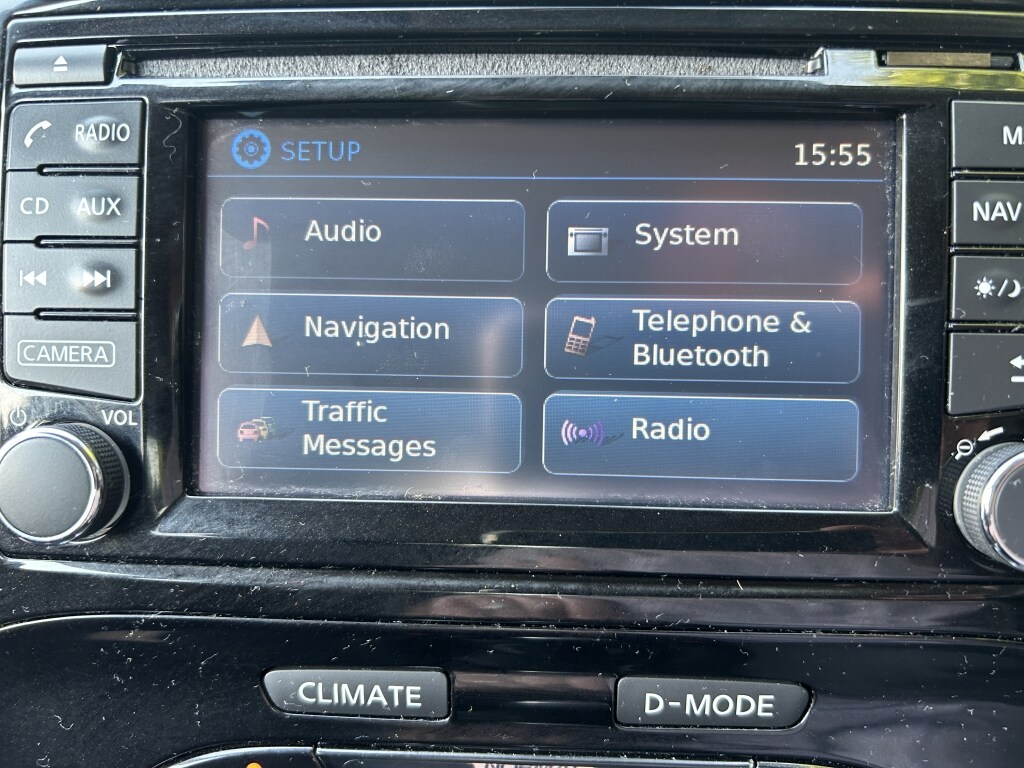 RADIO
CD AUX
CAMERA
VOL
SETUP 15:55
Audio
System
Navigation
Telephone &
Bluetooth
Traffic
Messages
Radio
NAV
CLIMATE
D-MODE